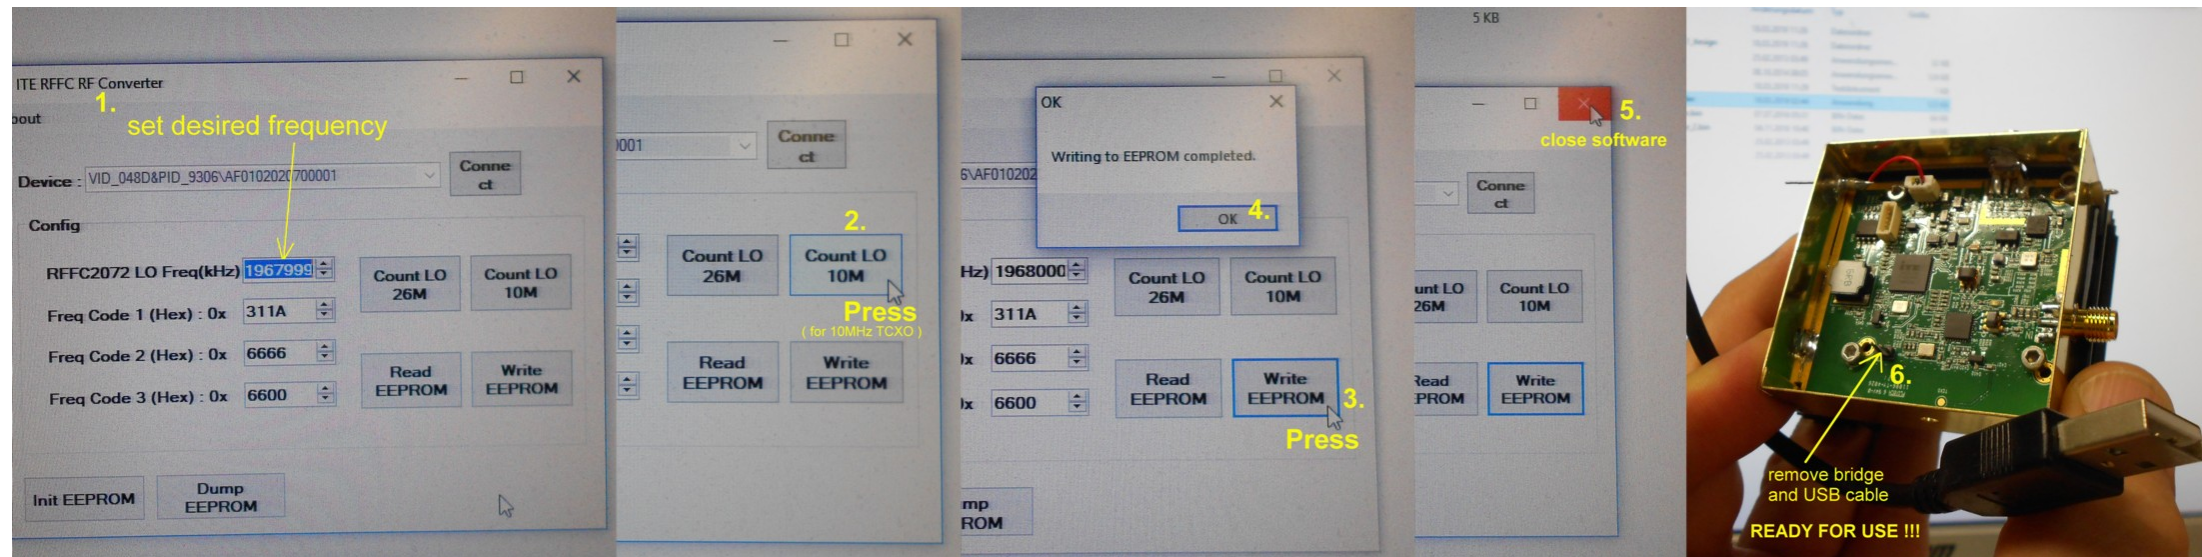 ITE RFFC RF Converter
1.
out
set desired frequency
Device : VID_048D&PID_9306\AF0102020700001
Conne
ct
Config
RFFC2072 LO Freq(kHz) 1967999
Count LO
26M
Count LO
10M
Freq Code 1 (Hex) : 0x 311A
Freq Code 2 (Hex) : 0x 6666
Read
EEPROM
Write
EEPROM
Freq Code 3 (Hex) : 0x 6600
Init EEPROM
Dump
EEPROM
0001
Conne
ct
2.
Count LO
26M
Count LO
10M
Press
( for 10MHz TCXO )
Read
EEPROM
Write
EEPROM
OK
Writing to EEPROM completed.
6\AF010202
OK
4.
Hz) 1968000
Count LO
26M
Count LO
10M
0x 311A
0x 6666
Read
EEPROM
Write
EEPROM
3.
0x 6600
Press
mp
ROM
5 KB
5.
close software
Conne
ct
unt LO
26M
Count LO
10M
Read
PROM
Write
EEPROM
6.
remove bridge
and USB cable
READY FOR USE !!!